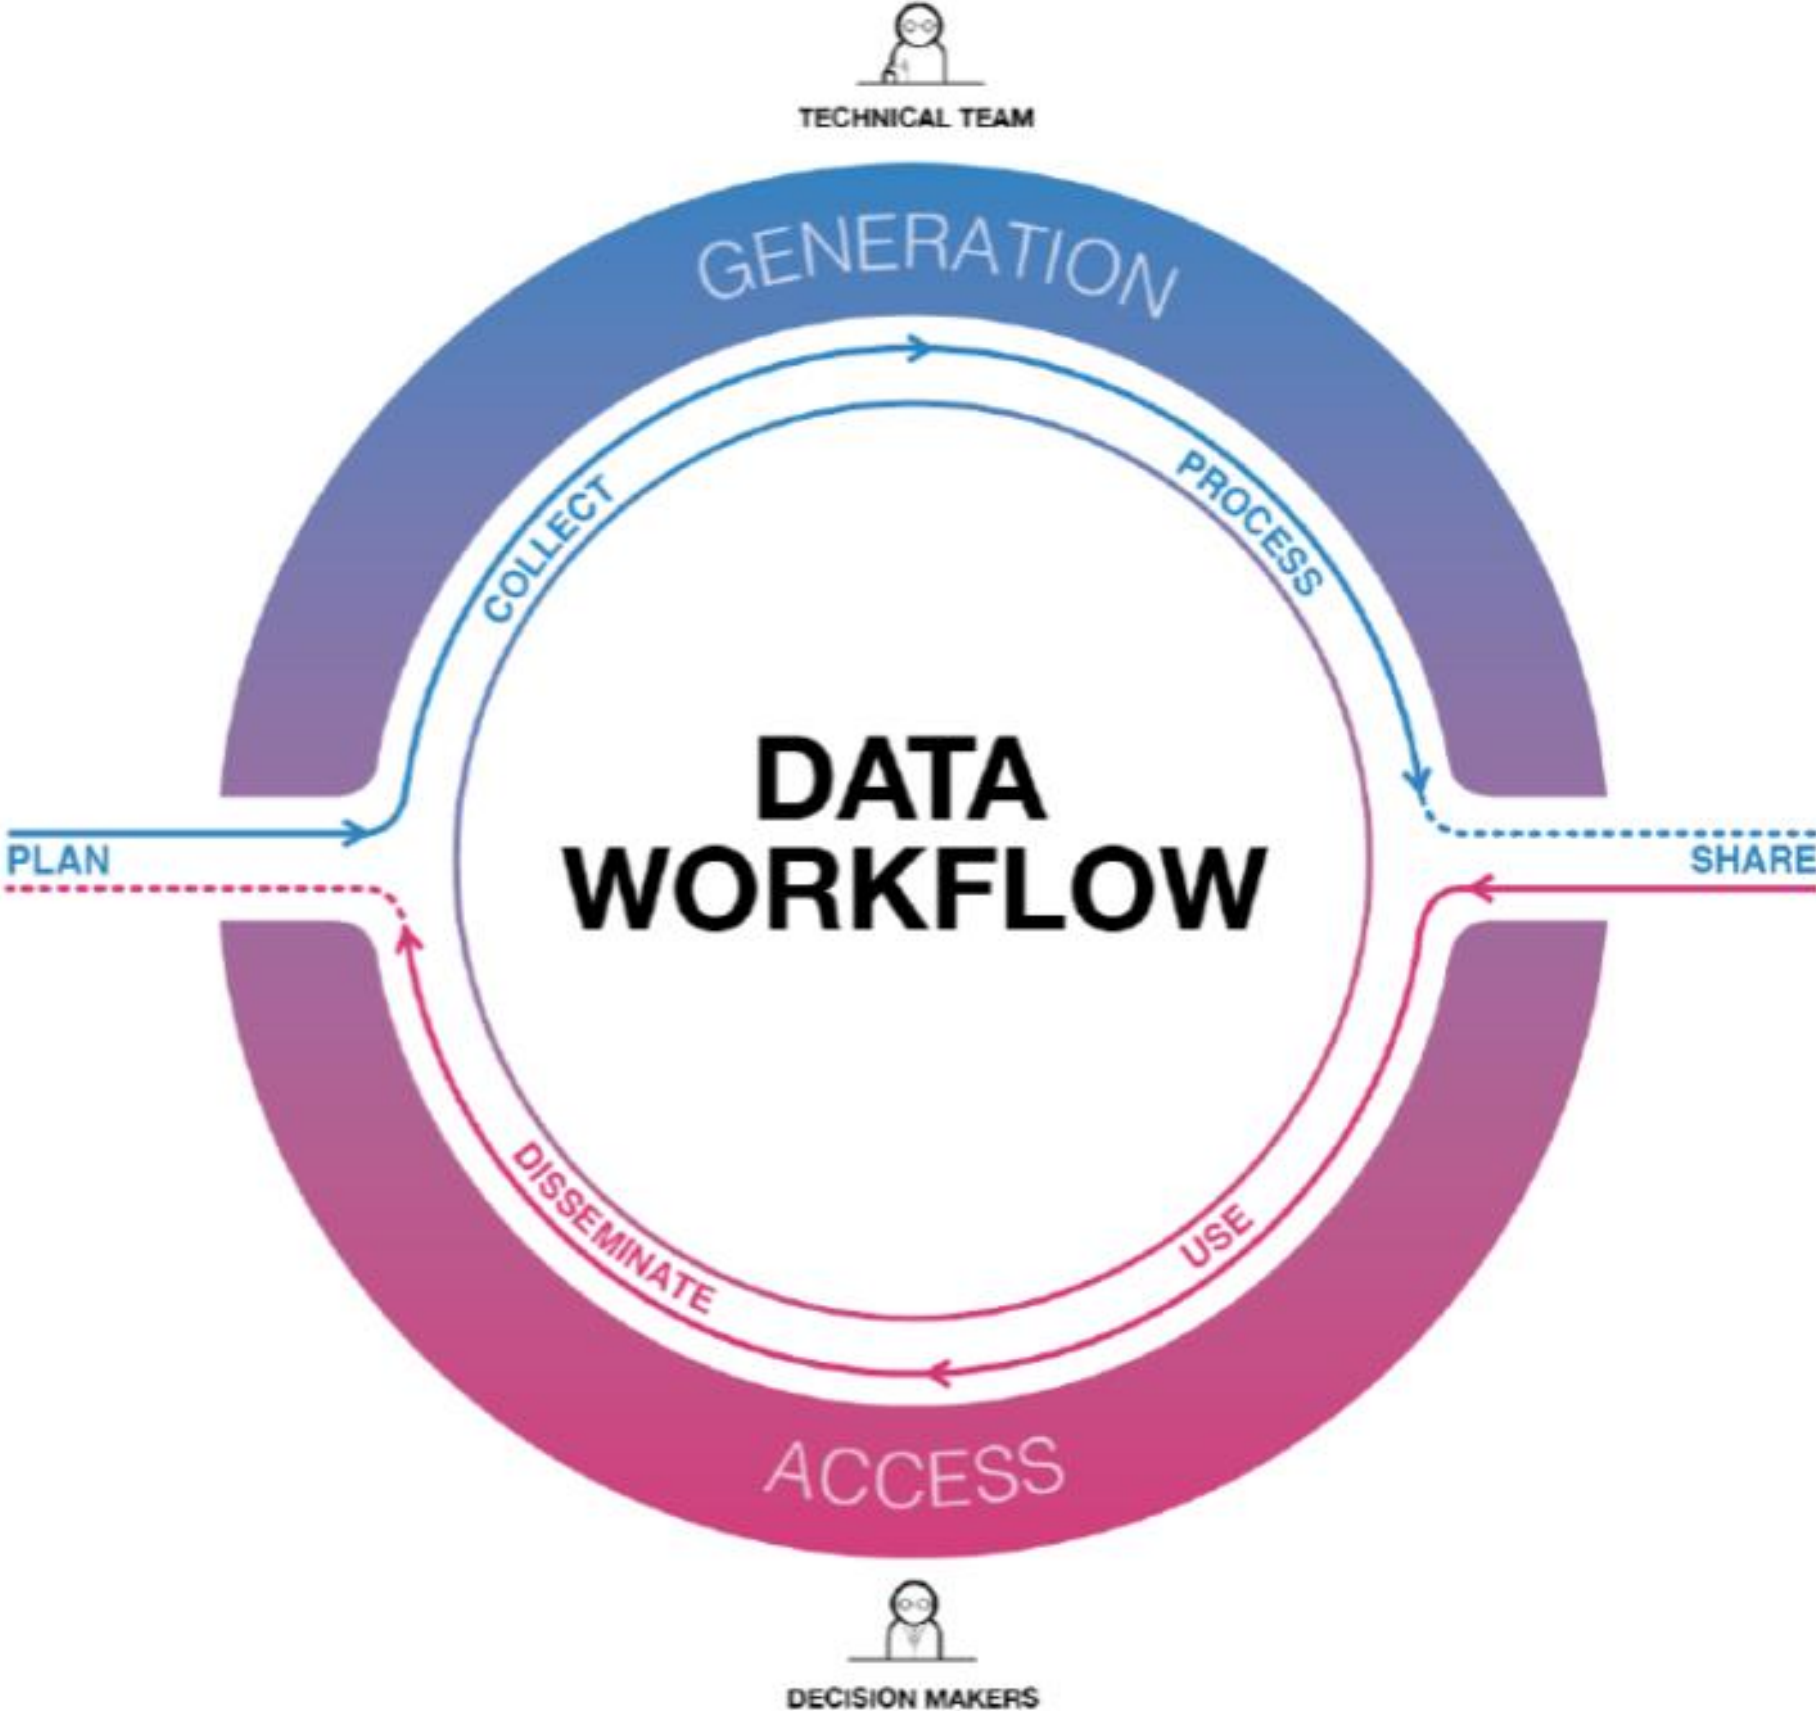 TECHNICAL TEAM
GENERATION
COLLECT
PROCESS
DATA
WORKFLOW
PLAN
SHARE
DISSEMINATE
USE
ACCESS
DECISION MAKERS